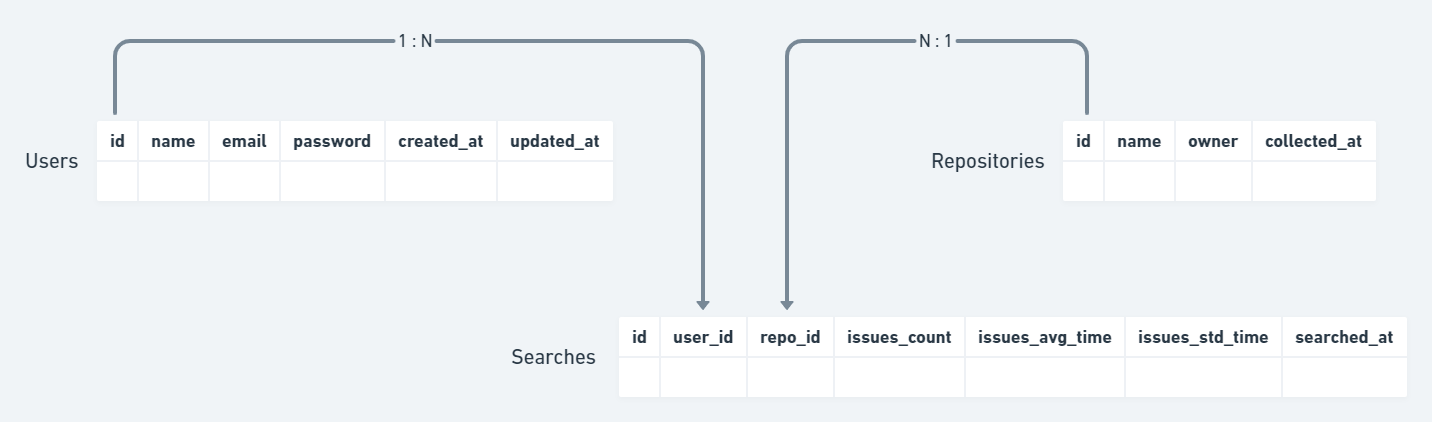 1 : N
N : 1
Users
id name email password created_at updated_at
Repositories
id name owner collected_at
Searches
id user_id repo_id issues_count issues_avg_time issues_std_time searched_at